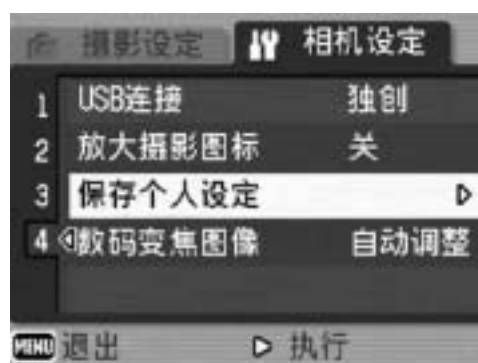 摄影设定 相机设定
1 USB连接 独创
2 放大摄影图标 关
3 保存个人设定
4 数码变焦图像 自动调整
MENU 退出 执行